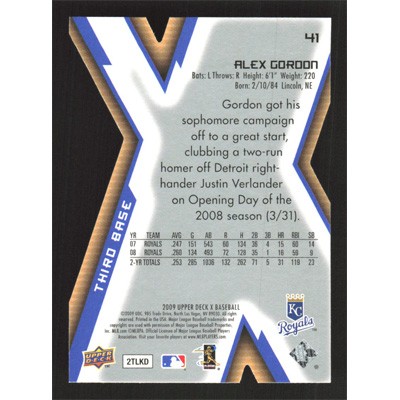 41
ALEX GORDON
Bats: L Throws: R Height: 6'1" Weight: 220
Born: 2/10/84 Lincoln, NE
Gordon got his
sophomore campaign
off to a great start,
clubbing a two-run
homer off Detroit right-
hander Justin Verlander
on Opening Day of the
2008 season (3/31).
THIRD BASE
YR TEAM AVG G AB R H 2B 3B HR RBI SB
07 ROYALS .247 151 543 60 134 36 4 15 60 14
08 ROYALS .260 134 493 72 128 35 1 16 59 9
2-YR TOTALS .253 285 1036 132 262 71 5 31 119 23
2009 UPPER DECK X BASEBALL
MLBPLAYERS.com
KC
Royals
UPPER DECK
2TLKD